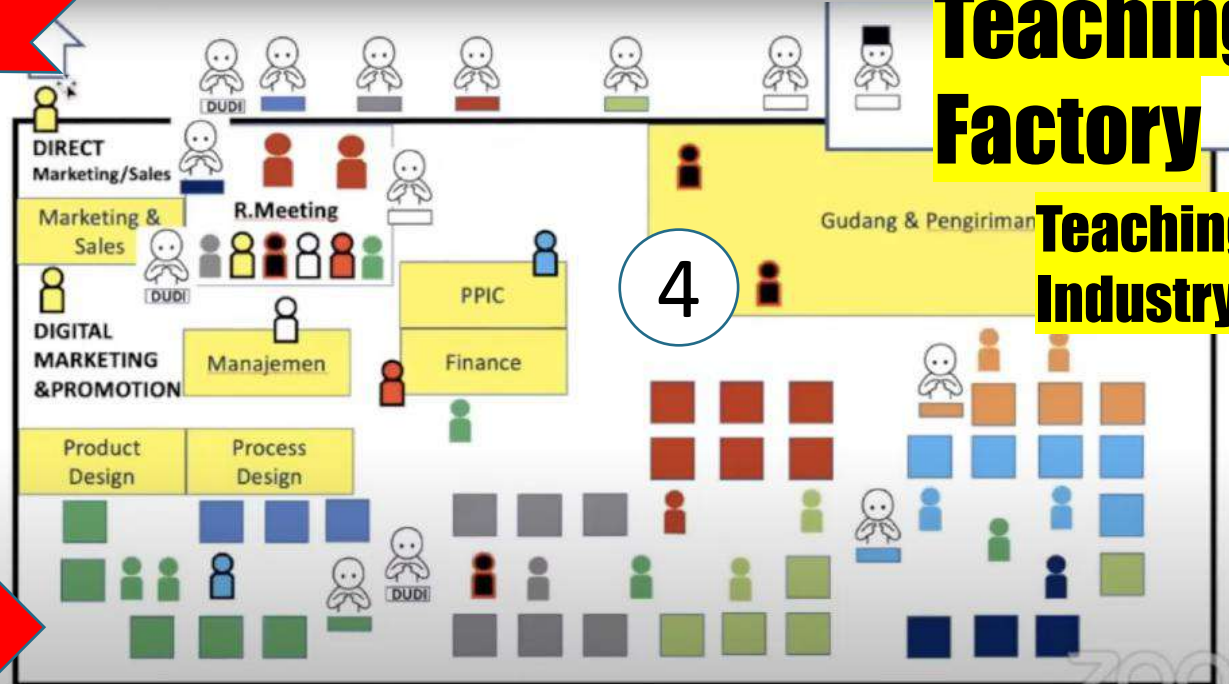 Teaching
Factory
DUDI
DIRECT
Marketing/Sales
Marketing &
Sales
R.Meeting
DUDI
Gudang & Pengiriman
Teaching
Industry
4
PPIC
DIGITAL
MARKETING
&PROMOTION
Manajemen
Finance
Product
Design
Process
Design
DUDI
zoo